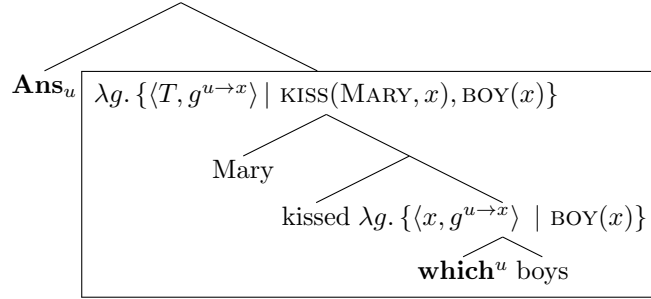 Ans_u λg. {⟨T, g^{u→x}⟩ | KISS(MARY, x), BOY(x)}
Mary
kissed λg. {⟨x, g^{u→x}⟩ | BOY(x)}
which^u boys